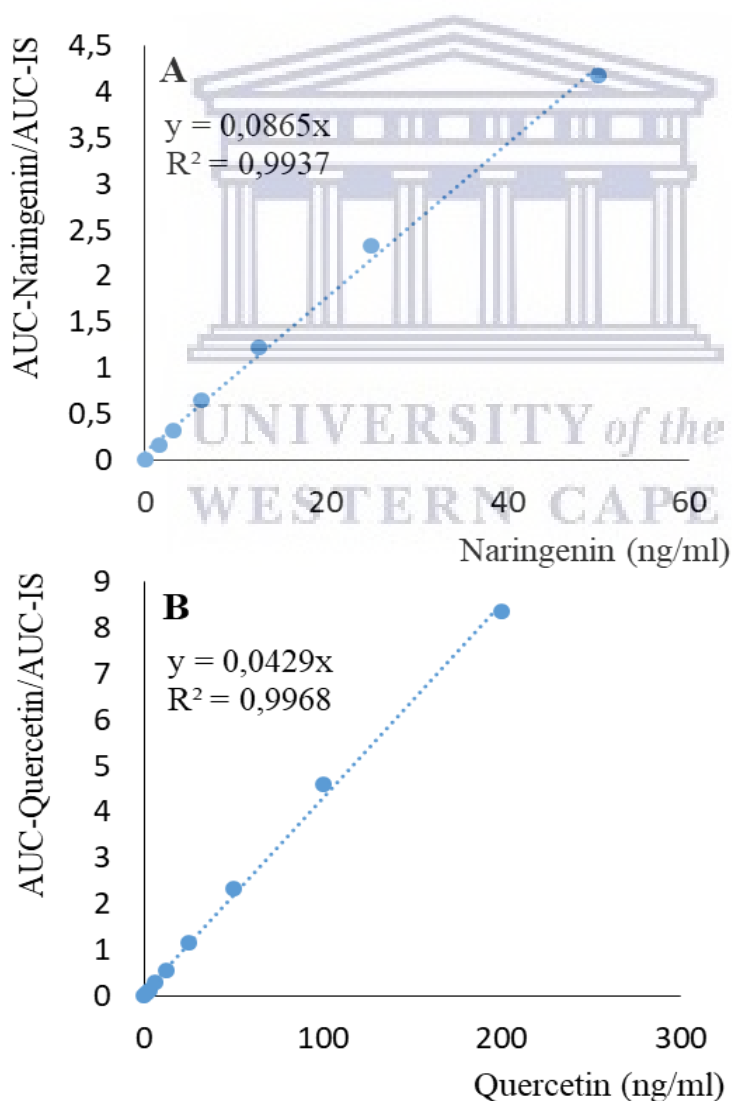 4,5
A
4
y = 0,0865x
3,5
R² = 0,9937
3
2,5
2
1,5
1
0,5
0
AUC-Naringenin/AUC-IS
UNIVERSITY of the
0 20 40 60
WESTERN CAPE
Naringenin (ng/ml)
9
B
8
y = 0,0429x
7
R² = 0,9968
6
5
4
3
2
1
0
AUC-Quercetin/AUC-IS
0 100 200 300
Quercetin (ng/ml)